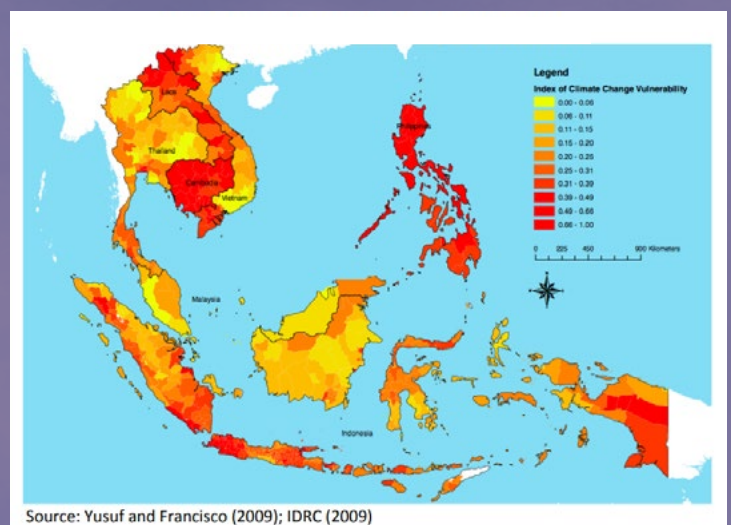 Legend
Index of Climate Change Vulnerability
0.00 - 0.06
0.06 - 0.11
0.11 - 0.15
0.15 - 0.20
0.20 - 0.25
0.25 - 0.31
0.31 - 0.39
0.39 - 0.49
0.49 - 0.66
0.66 - 1.00
0 225 450 900 Kilometers
Laos
Philippines
Thailand
Cambodia
Vietnam
Malaysia
Indonesia
Source: Yusuf and Francisco (2009); IDRC (2009)